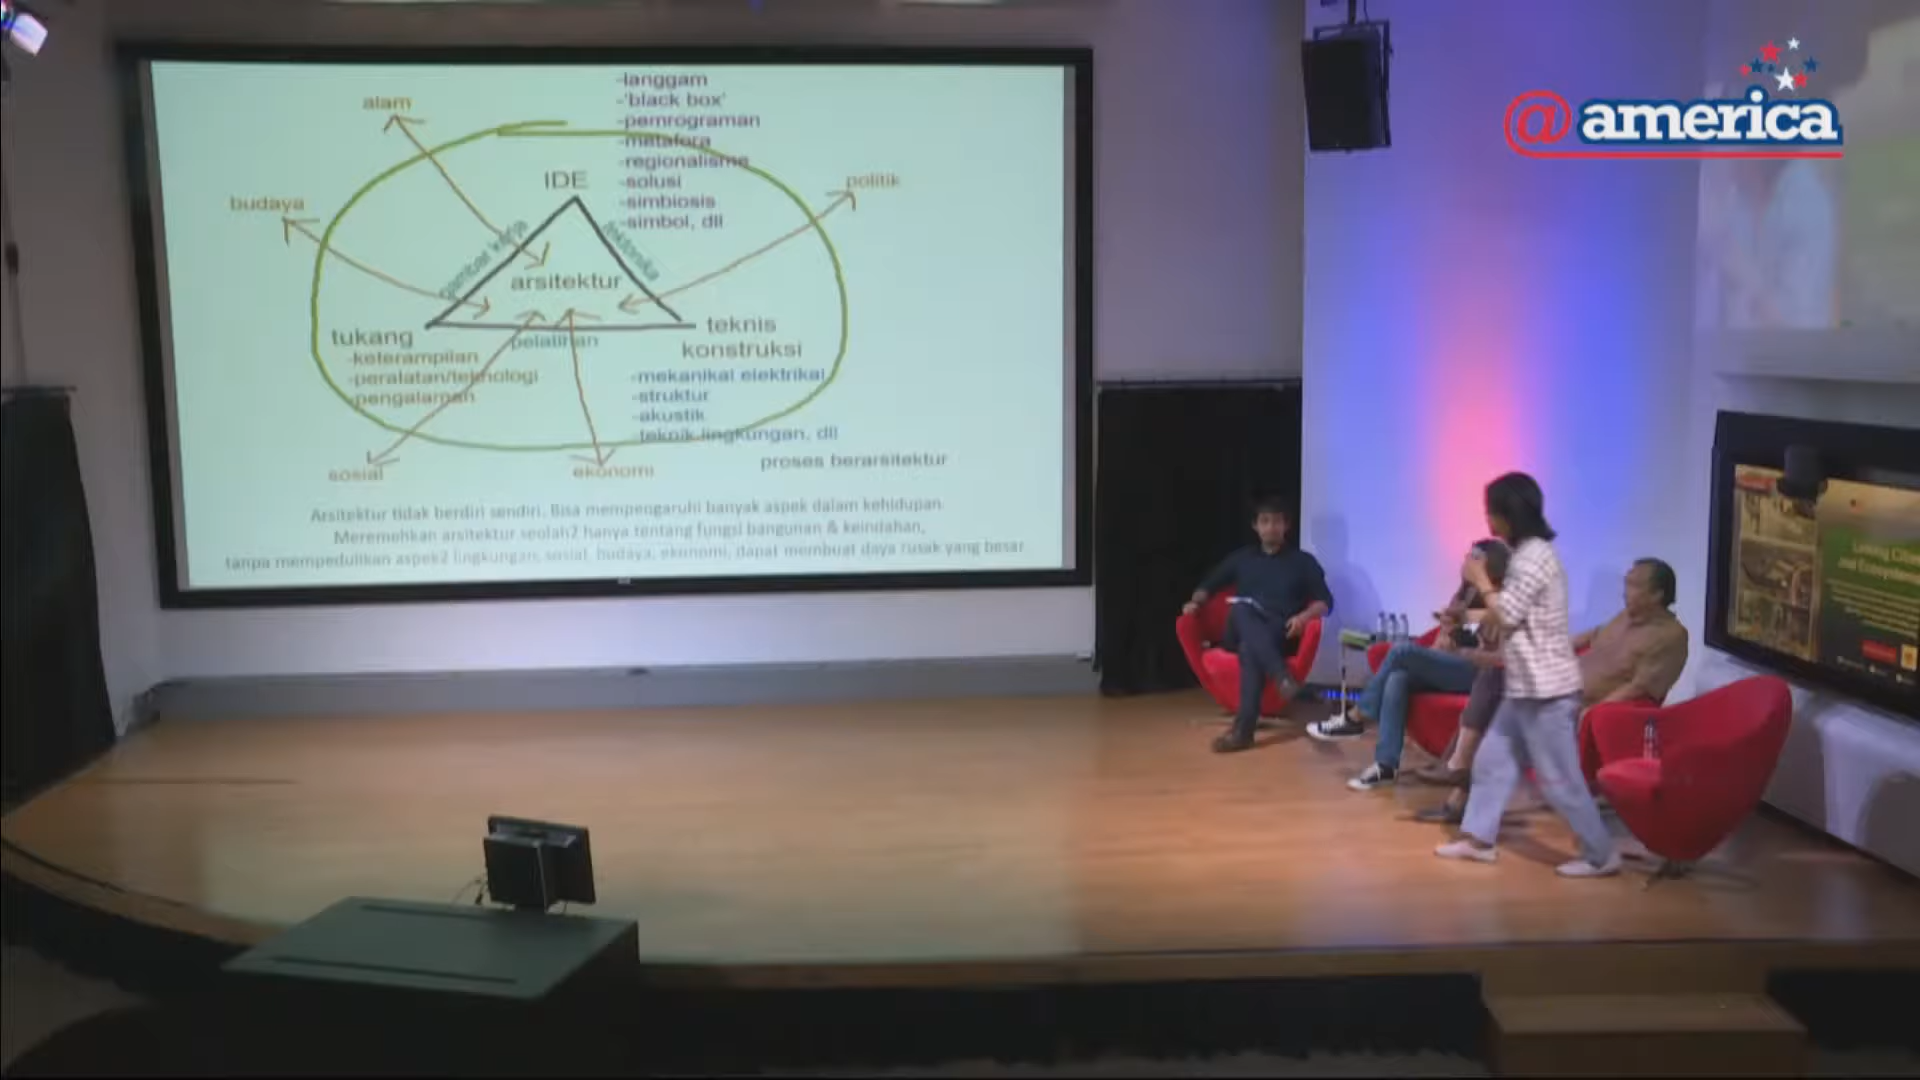 -langgam
-'black box'
-pemrograman
-metafora
-regionalisme
-solusi
-simbiosis
-simbol, dll
alam
budaya
politik
IDE
gambar kerja
tektonika
arsitektur
tukang
-keterampilan
-peralatan/teknologi
-pengalaman
pelatihan
teknis
konstruksi
-mekanikal elektrikal
-struktur
-akustik
-teknik lingkungan, dll
sosial
ekonomi
proses berarsitektur
Arsitektur tidak berdiri sendiri. Bisa mempengaruhi banyak aspek dalam kehidupan.
Meremehkan arsitektur seolah2 hanya tentang fungsi bangunan & keindahan,
tanpa mempedulikan aspek2 lingkungan, sosial, budaya, ekonomi, dapat membuat daya rusak yang besar
@america